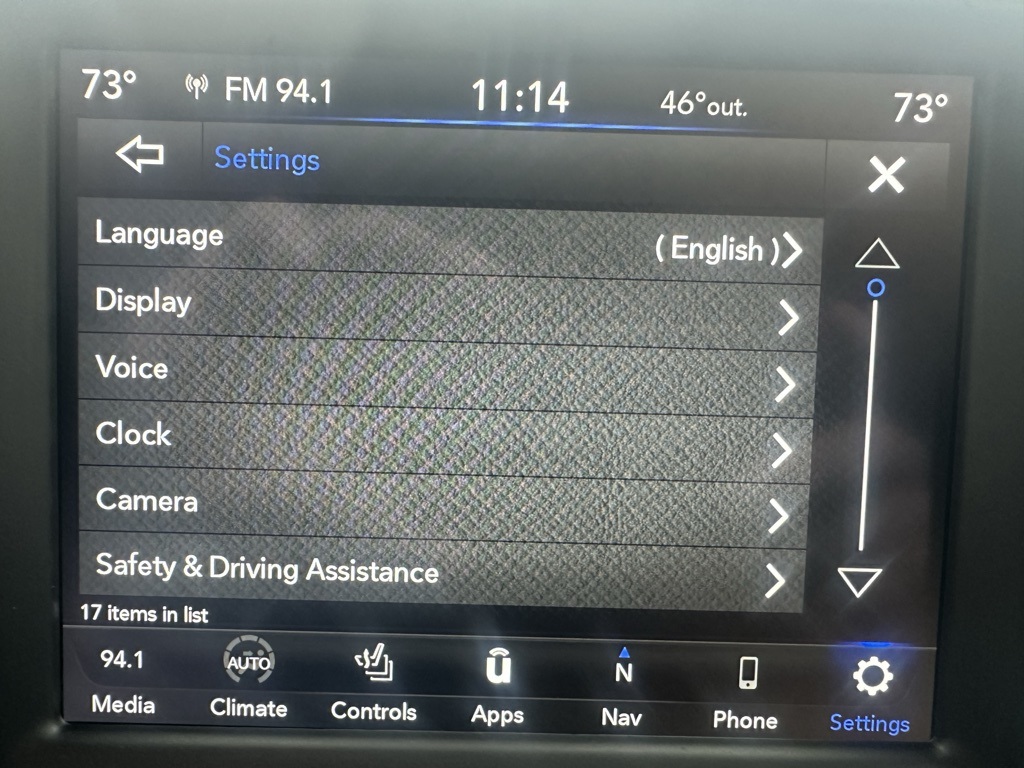 73° FM 94.1 11:14 46°out. 73°
Settings
Language ( English )
Display
Voice
Clock
Camera
Safety & Driving Assistance
17 items in list
94.1 AUTO u N
Media Climate Controls Apps Nav Phone Settings